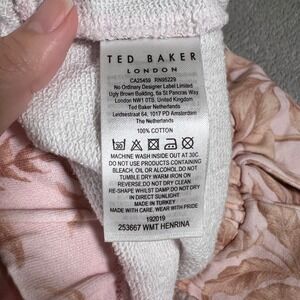 TED BAKER
LONDON
CA25459 RN95229
No Ordinary Designer Label Limited
Ugly Brown Building, 6a St Pancras Way
London NW1 0TB. United Kingdom
Ted Baker Netherlands
Leidsestraat 64, 1017 PD Amsterdam
The Netherlands
100% COTTON
30
MACHINE WASH INSIDE OUT AT 30C
DO NOT USE PRODUCTS CONTAINING
BLEACH, OIL, OR ALCOHOL.DO NOT
TUMBLE DRY.WARM IRON ON
REVERSE.DO NOT DRY CLEAN
RE-SHAPE WHILST DAMP DO NOT DRY
IN DIRECT SUNLIGHT
MADE IN TURKEY
MADE WITH CARE, WEAR WITH PRIDE
192019
253667 WMT HENRINA